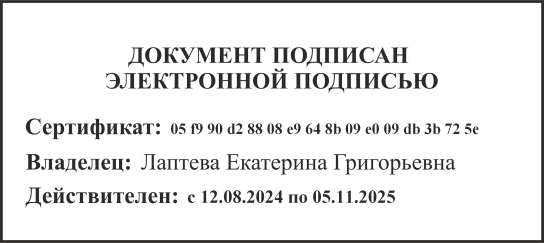 ДОКУМЕНТ ПОДПИСАН
ЭЛЕКТРОННОЙ ПОДПИСЬЮ
Сертификат: 05 f9 90 d2 88 08 e9 64 8b 09 e0 09 db 3b 72 5e
Владелец: Лаптева Екатерина Григорьевна
Действителен: с 12.08.2024 по 05.11.2025